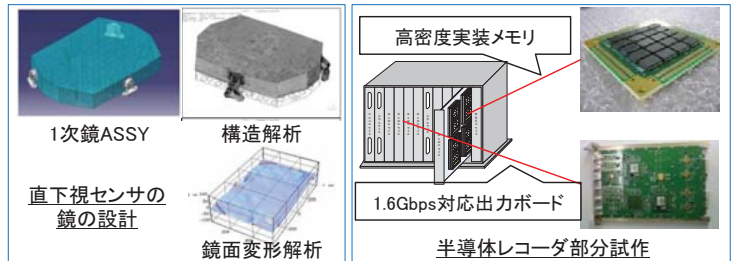 1次鏡ASSY
構造解析
直下視センサの
鏡の設計
鏡面変形解析
高密度実装メモリ
1.6Gbps対応出力ボード
半導体レコーダ部分試作